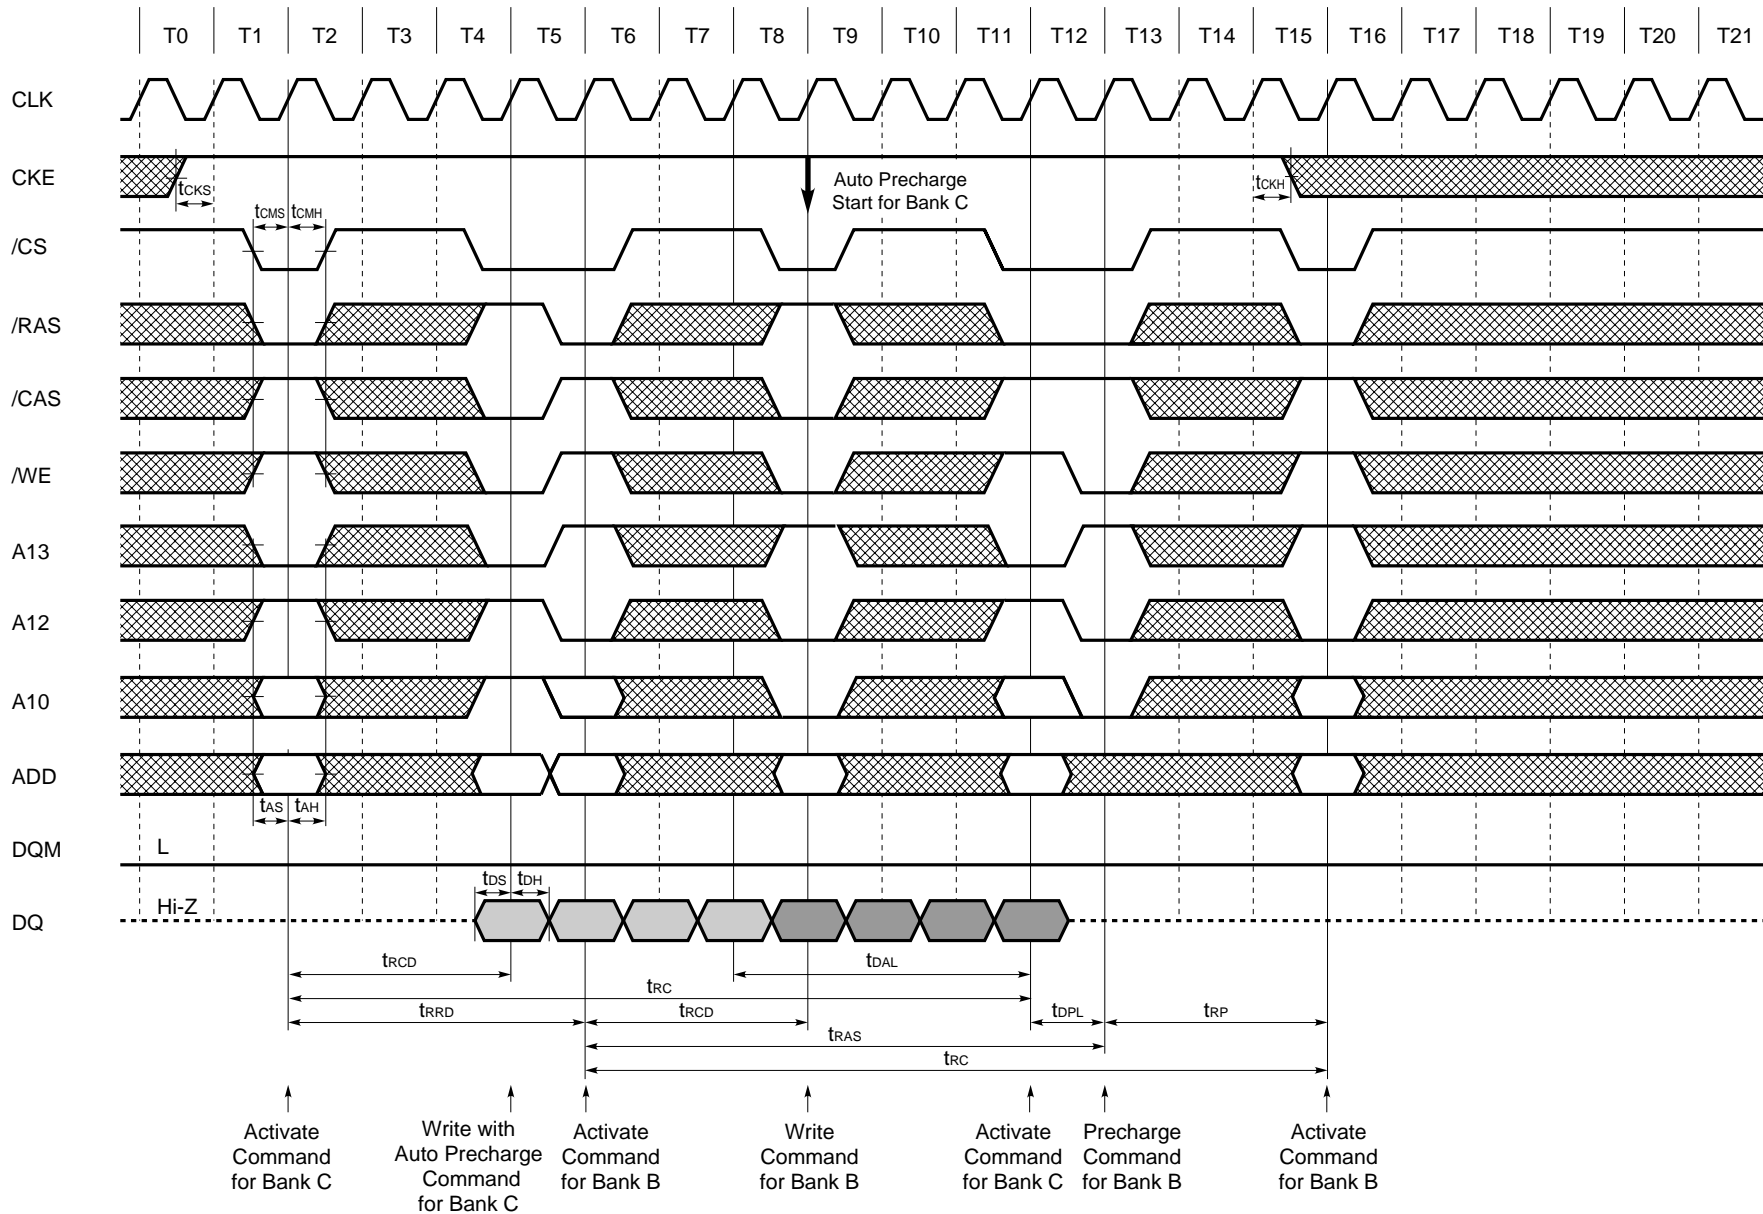 T0 T1 T2 T3 T4 T5 T6 T7 T8 T9 T10 T11 T12 T13 T14 T15 T16 T17 T18 T19 T20 T21
CLK
CKE
tCKS
Auto Precharge
Start for Bank C
tCKH
tCMS tCMH
/CS
/RAS
/CAS
/WE
A13
A12
A10
ADD
tAS tAH
DQM
L
tDS tDH
DQ
Hi-Z
tRCD
tDAL
tRC
tRRD
tRCD
tDPL
tRP
tRAS
tRC
Activate
Command
for Bank C
Write with
Auto Precharge
Command
for Bank C
Activate
Command
for Bank B
Write
Command
for Bank B
Activate
Command
for Bank C
Precharge
Command
for Bank B
Activate
Command
for Bank B